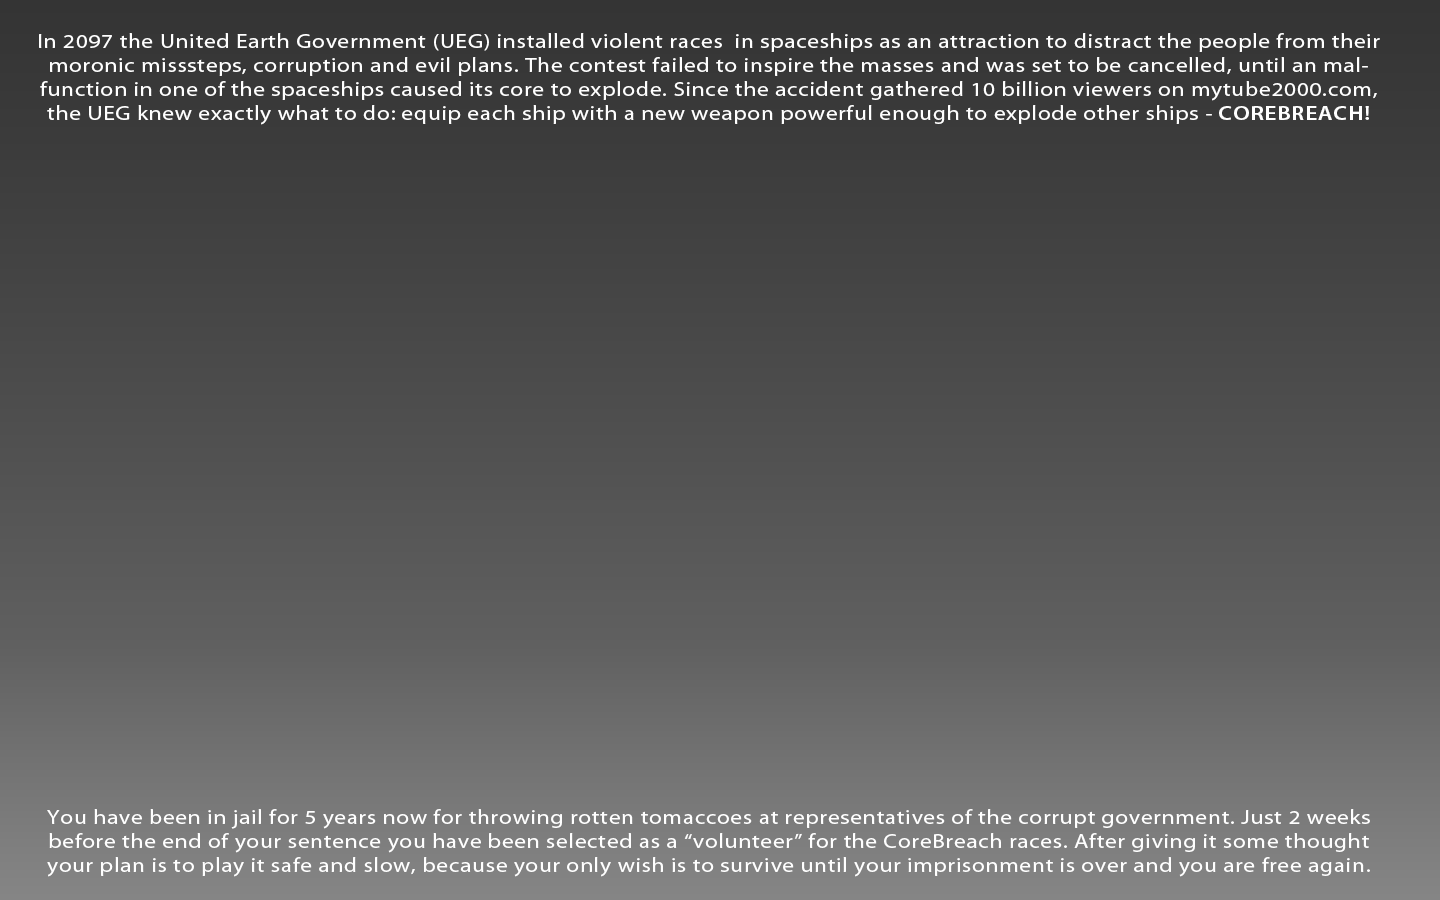 In 2097 the United Earth Government (UEG) installed violent races  in spaceships as an attraction to distract the people from their
moronic misssteps, corruption and evil plans. The contest failed to inspire the masses and was set to be cancelled, until an mal-
function in one of the spaceships caused its core to explode. Since the accident gathered 10 billion viewers on mytube2000.com,
the UEG knew exactly what to do: equip each ship with a new weapon powerful enough to explode other ships - COREBREACH!
You have been in jail for 5 years now for throwing rotten tomaccoes at representatives of the corrupt government. Just 2 weeks
before the end of your sentence you have been selected as a “volunteer” for the CoreBreach races. After giving it some thought
your plan is to play it safe and slow, because your only wish is to survive until your imprisonment is over and you are free again.